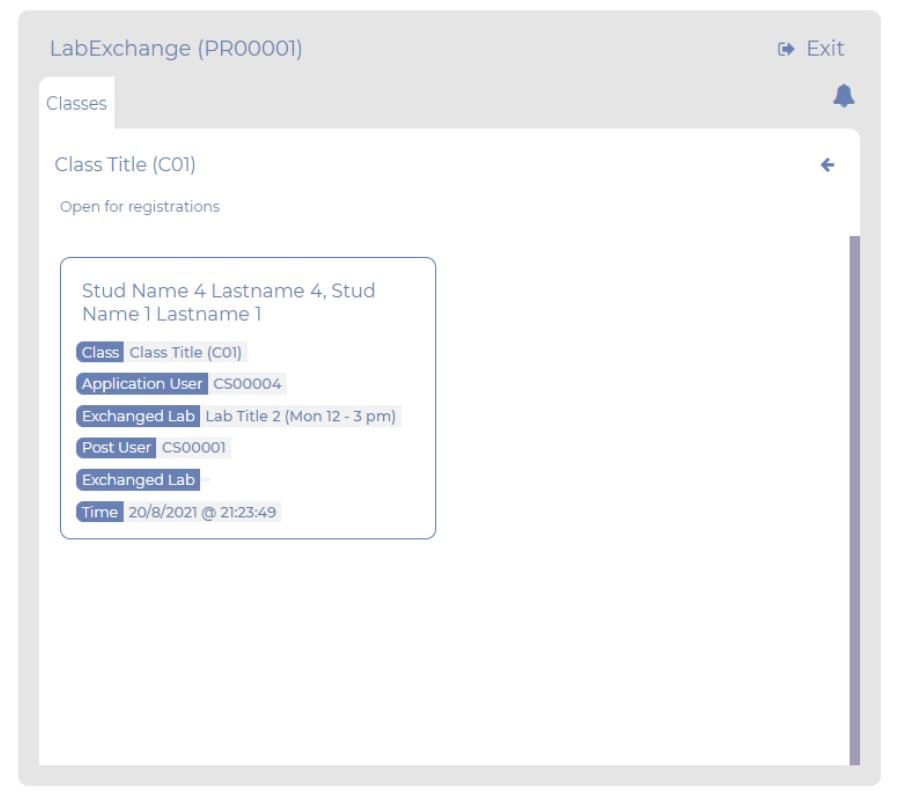 LabExchange (PR00001)
Exit
Classes
Class Title (C01)
Open for registrations
Stud Name 4 Lastname 4, Stud
Name 1 Lastname 1
Class Class Title (C01)
Application User CS00004
Exchanged Lab Lab Title 2 (Mon 12 - 3 pm)
Post User CS00001
Exchanged Lab
Time 20/8/2021 @ 21:23:49